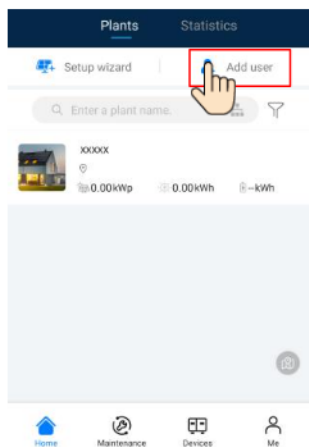 Plants Statistics
Setup wizard Add user
Enter a plant name.
xxxxx
0.00kWp 0.00kWh --kWh
Home Maintenance Devices Me